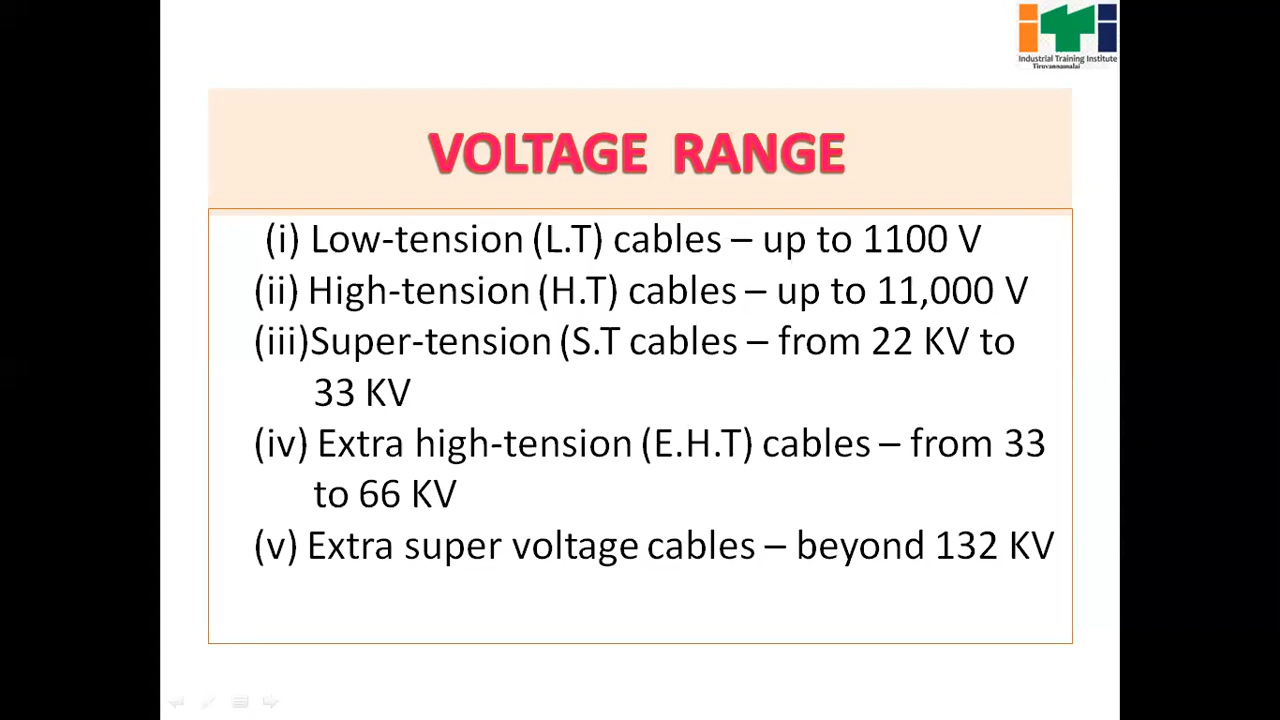 iTi
Industrial Training Institute
Tiruvannamalai
VOLTAGE RANGE
(i) Low-tension (L.T) cables – up to 1100 V
(ii) High-tension (H.T) cables – up to 11,000 V
(iii)Super-tension (S.T cables – from 22 KV to
33 KV
(iv) Extra high-tension (E.H.T) cables – from 33
to 66 KV
(v) Extra super voltage cables – beyond 132 KV